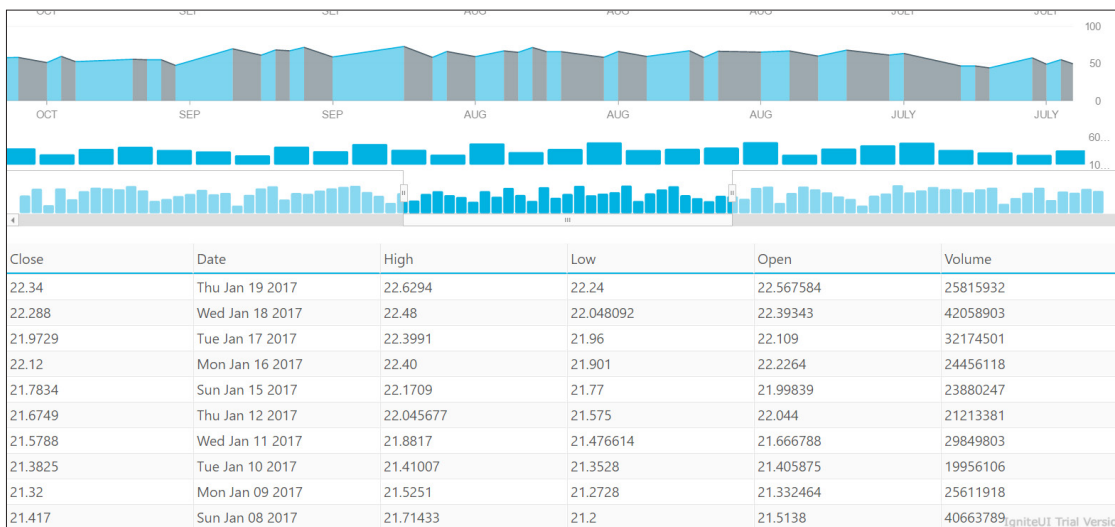 OCT SEP SEP AUG AUG AUG JULY JULY
100
50
0
OCT SEP SEP AUG AUG AUG JULY JULY
60...
10...
Close Date High Low Open Volume
22.34 Thu Jan 19 2017 22.6294 22.24 22.567584 25815932
22.288 Wed Jan 18 2017 22.48 22.048092 22.39343 42058903
21.9729 Tue Jan 17 2017 22.3991 21.96 22.109 32174501
22.12 Mon Jan 16 2017 22.40 21.901 22.2264 24456118
21.7834 Sun Jan 15 2017 22.1709 21.77 21.99839 23880247
21.6749 Thu Jan 12 2017 22.045677 21.575 22.044 21213381
21.5788 Wed Jan 11 2017 21.8817 21.476614 21.666788 29849803
21.3825 Tue Jan 10 2017 21.41007 21.3528 21.405875 19956106
21.32 Mon Jan 09 2017 21.5251 21.2728 21.332464 25611918
21.417 Sun Jan 08 2017 21.71433 21.2 21.5138 40663789
IgniteUI Trial Versio